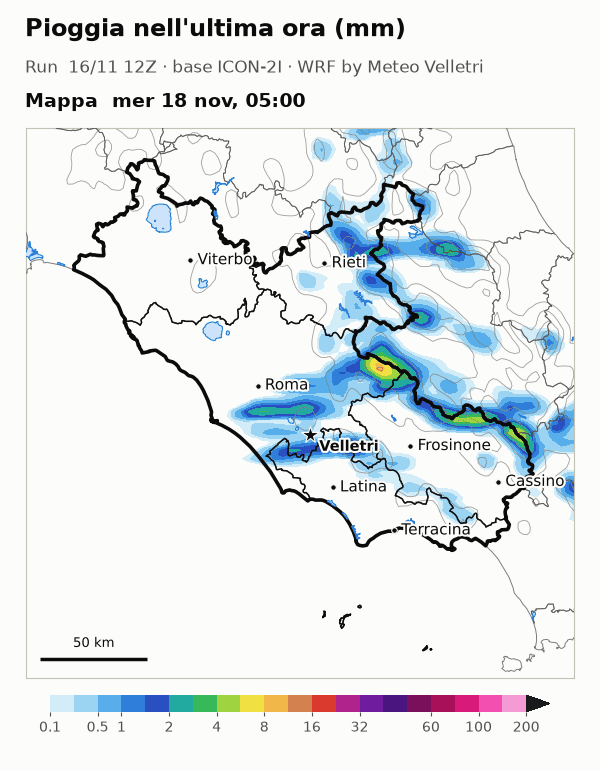 Pioggia nell'ultima ora (mm)
Run 16/11 12Z · base ICON-2I · WRF by Meteo Velletri
Mappa mer 18 nov, 05:00
Viterbo
Rieti
Roma
Velletri
Frosinone
Latina
Cassino
Terracina
50 km
0.1 0.5 1 2 4 8 16 32 60 100 200